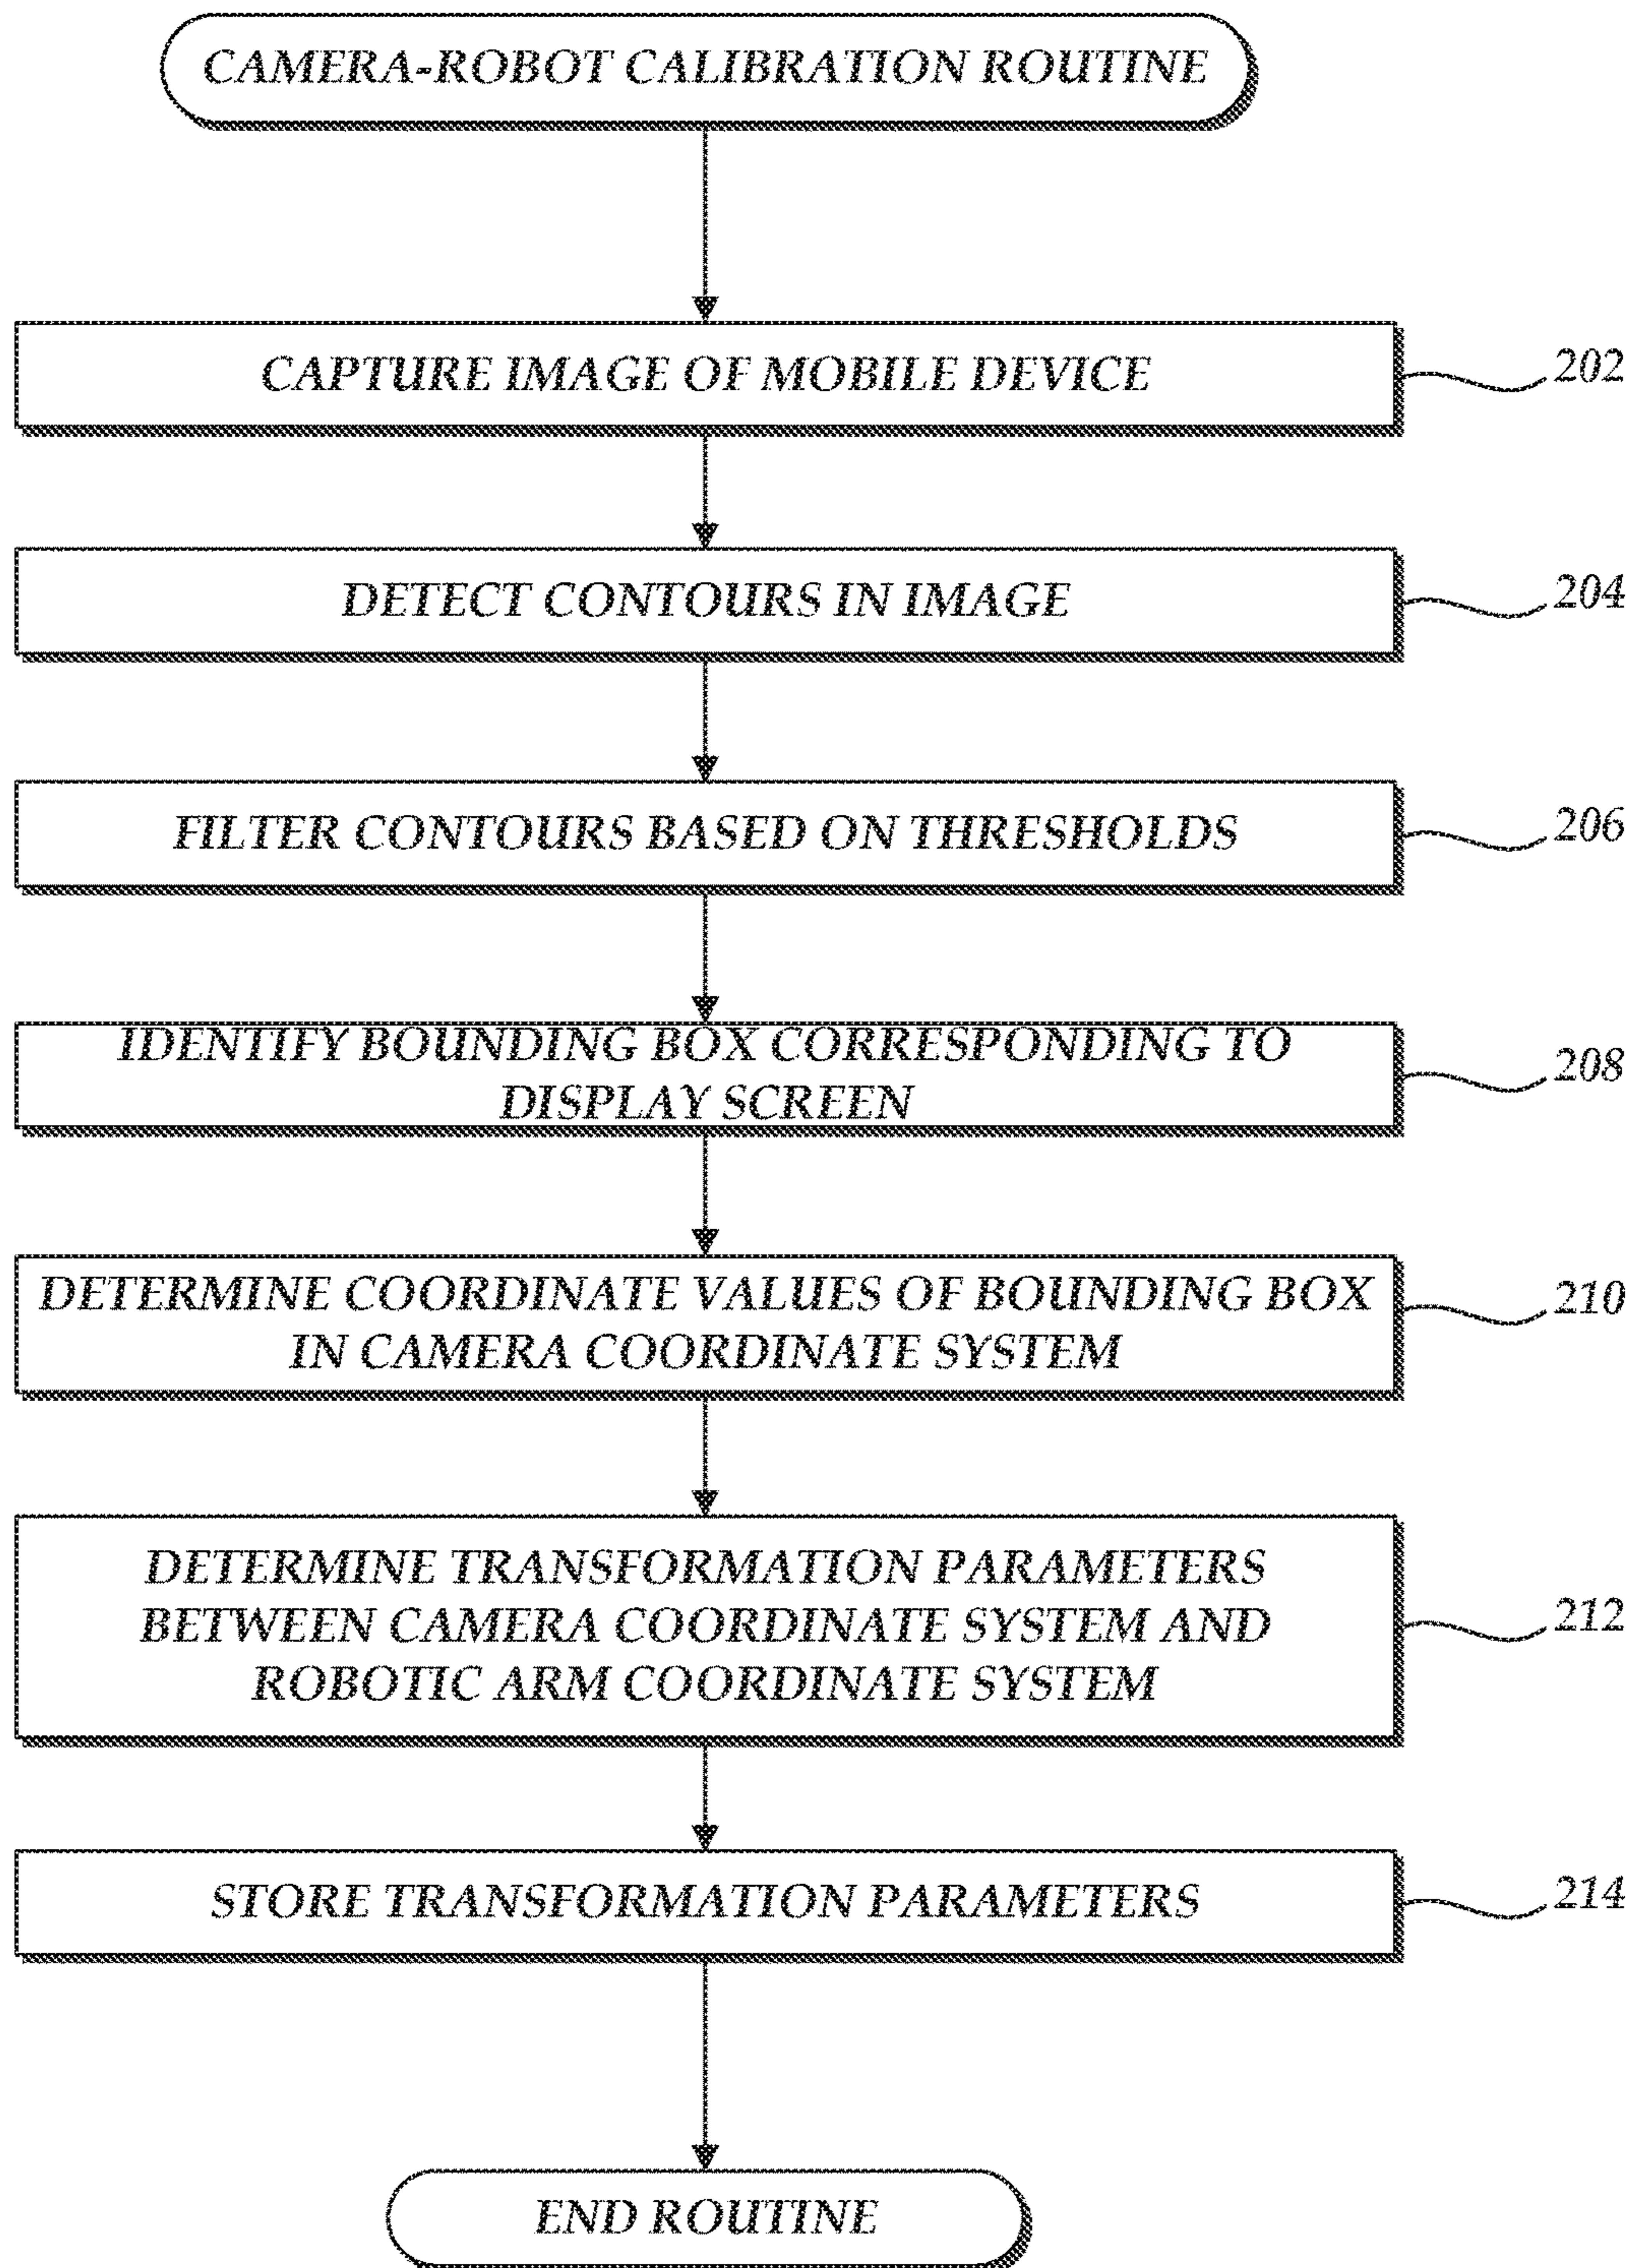 CAMERA-ROBOT CALIBRATION ROUTINE
CAPTURE IMAGE OF MOBILE DEVICE
202
DETECT CONTOURS IN IMAGE
204
FILTER CONTOURS BASED ON THRESHOLDS
206
IDENTIFY BOUNDING BOX CORRESPONDING TO
DISPLAY SCREEN
208
DETERMINE COORDINATE VALUES OF BOUNDING BOX
IN CAMERA COORDINATE SYSTEM
210
DETERMINE TRANSFORMATION PARAMETERS
BETWEEN CAMERA COORDINATE SYSTEM AND
ROBOTIC ARM COORDINATE SYSTEM
212
STORE TRANSFORMATION PARAMETERS
214
END ROUTINE